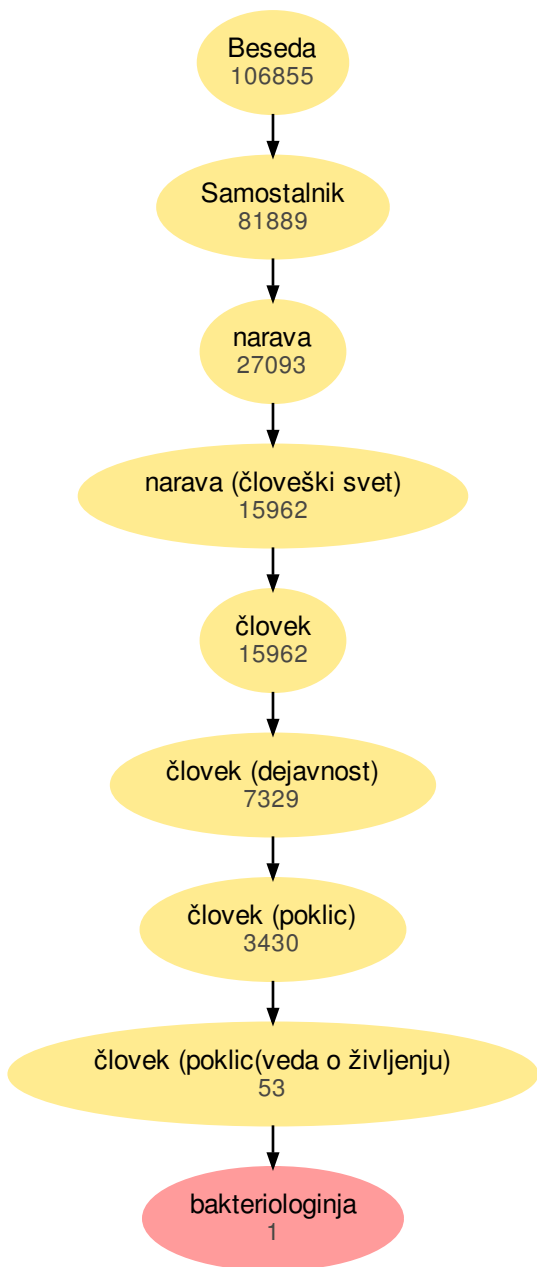 Beseda
106855
Samostalnik
81889
narava
27093
narava (človeški svet)
15962
človek
15962
človek (dejavnost)
7329
človek (poklic)
3430
človek (poklic(veda o življenju)
53
bakteriologinja
1